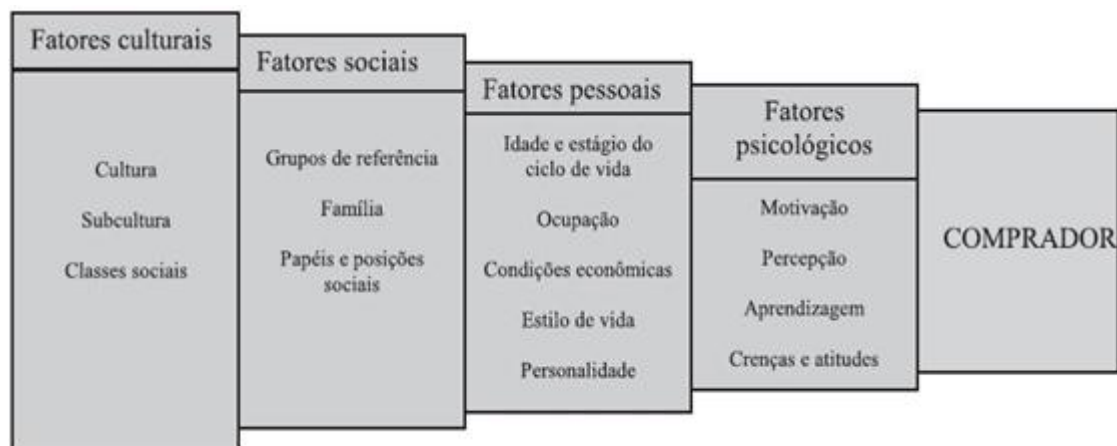 Fatores culturais
Cultura
Subcultura
Classes sociais
Fatores sociais
Grupos de referência
Família
Papéis e posições
sociais
Fatores pessoais
Idade e estágio do
ciclo de vida
Ocupação
Condições econômicas
Estilo de vida
Personalidade
Fatores
psicológicos
Motivação
Percepção
Aprendizagem
Crenças e atitudes
COMPRADOR